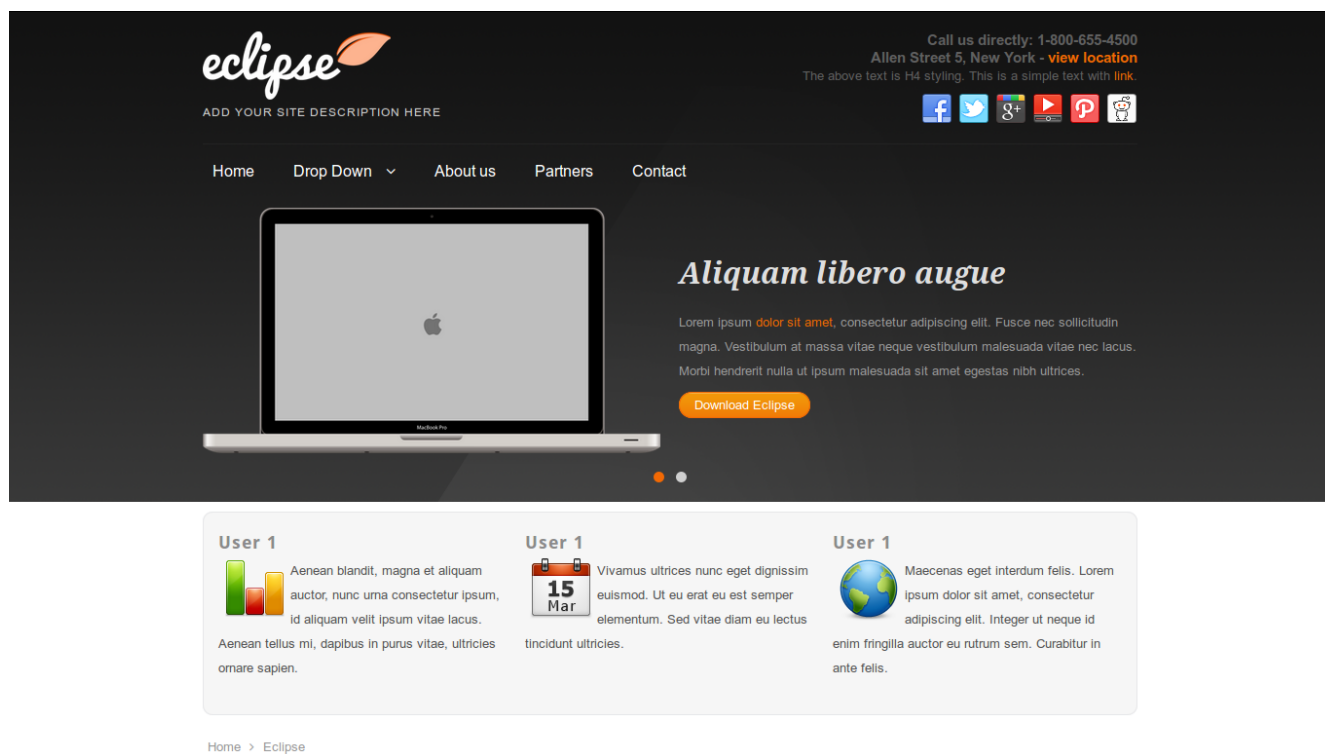 eclipse
ADD YOUR SITE DESCRIPTION HERE
Call us directly: 1-800-655-4500
Allen Street 5, New York - view location
The above text is H4 styling. This is a simple text with link.
f
g+
P
Home
Drop Down
About us
Partners
Contact
MacBook Pro
Aliquam libero augue
Lorem ipsum dolor sit amet, consectetur adipiscing elit. Fusce nec sollicitudin
magna. Vestibulum at massa vitae neque vestibulum malesuada vitae nec lacus.
Morbi hendrerit nulla ut ipsum malesuada sit amet egestas nibh ultrices.
Download Eclipse
User 1
Aenean blandit, magna et aliquam
auctor, nunc urna consectetur ipsum,
id aliquam velit ipsum vitae lacus.
Aenean tellus mi, dapibus in purus vitae, ultricies
ornare sapien.
User 1
15
Mar
Vivamus ultrices nunc eget dignissim
euismod. Ut eu erat eu est semper
elementum. Sed vitae diam eu lectus
tincidunt ultricies.
User 1
Maecenas eget interdum felis. Lorem
ipsum dolor sit amet, consectetur
adipiscing elit. Integer ut neque id
enim fringilla auctor eu rutrum sem. Curabitur in
ante felis.
Home > Eclipse